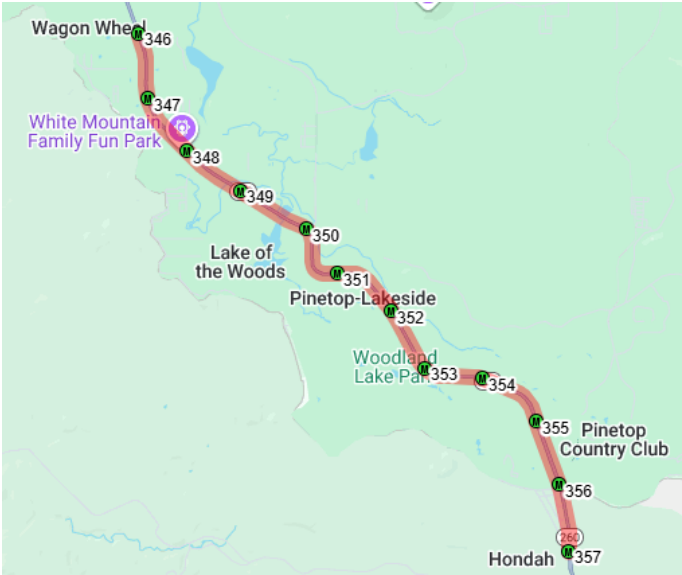 Wagon Wheel
346
347
White Mountain
Family Fun Park
348
349
350
Lake of
the Woods
351
Pinetop-Lakeside
352
Woodland
Lake Park
353
354
355
Pinetop
Country Club
356
260
Hondah
357